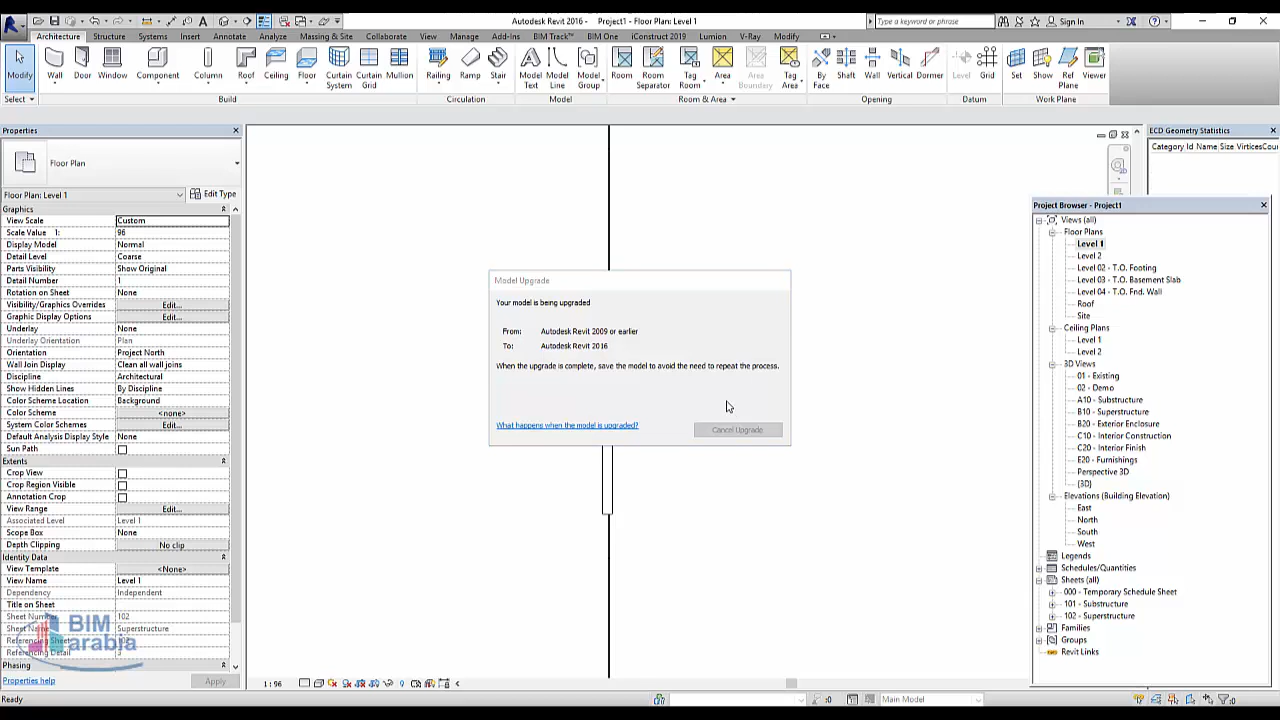 Autodesk Revit 2016 - Project1 - Floor Plan: Level 1
Type a keyword or phrase
Sign In
Architecture Structure Systems Insert Annotate Analyze Massing & Site Collaborate View Manage Add-Ins BIM Track™ BIM One iConstruct 2019 Lumion V-Ray Modify
Modify Wall Door Window Component Column Roof Ceiling Floor Curtain System Curtain Grid Mullion Railing Ramp Stair Model Text Model Line Model Group Room Room Separator Tag Room Area Area Boundary Tag Area By Face Shaft Wall Vertical Dormer Level Grid Set Show Ref Plane Viewer
Select Build Circulation Model Room & Area Opening Datum Work Plane
Properties
Floor Plan
Floor Plan: Level 1 Edit Type
Graphics
View Scale Custom
Scale Value 1: 96
Display Model Normal
Detail Level Coarse
Parts Visibility Show Original
Detail Number 1
Rotation on Sheet None
Visibility/Graphics Overrides Edit...
Graphic Display Options Edit...
Underlay None
Underlay Orientation Plan
Orientation Project North
Wall Join Display Clean all wall joins
Discipline Architectural
Show Hidden Lines By Discipline
Color Scheme Location Background
Color Scheme <none>
System Color Schemes Edit...
Default Analysis Display Style None
Sun Path
Extents
Crop View
Crop Region Visible
Annotation Crop
View Range Edit...
Associated Level Level 1
Scope Box None
Depth Clipping No clip
Identity Data
View Template <None>
View Name Level 1
Dependency Independent
Title on Sheet
Sheet Number 102
Sheet Name Superstructure
Referencing Sheet
Referencing Detail 3
Phasing
Properties help Apply
BIM
arabia
Model Upgrade
Your model is being upgraded
From: Autodesk Revit 2009 or earlier
To: Autodesk Revit 2016
When the upgrade is complete, save the model to avoid the need to repeat the process.
What happens when the model is upgraded? Cancel Upgrade
ECD Geometry Statistics
Category Id Name Size VirticesCou
Project Browser - Project1
Views (all)
Floor Plans
Level 1
Level 2
Level 02 - T.O. Footing
Level 03 - T.O. Basement Slab
Level 04 - T.O. Fnd. Wall
Roof
Site
Ceiling Plans
Level 1
Level 2
3D Views
01 - Existing
02 - Demo
A10 - Substructure
B10 - Superstructure
B20 - Exterior Enclosure
C10 - Interior Construction
C20 - Interior Finish
E20 - Furnishings
Perspective 3D
{3D}
Elevations (Building Elevation)
East
North
South
West
Legends
Schedules/Quantities
Sheets (all)
000 - Temporary Schedule Sheet
101 - Substructure
102 - Superstructure
Families
Groups
Revit Links
1 : 96
Ready
:0
Main Model
:0